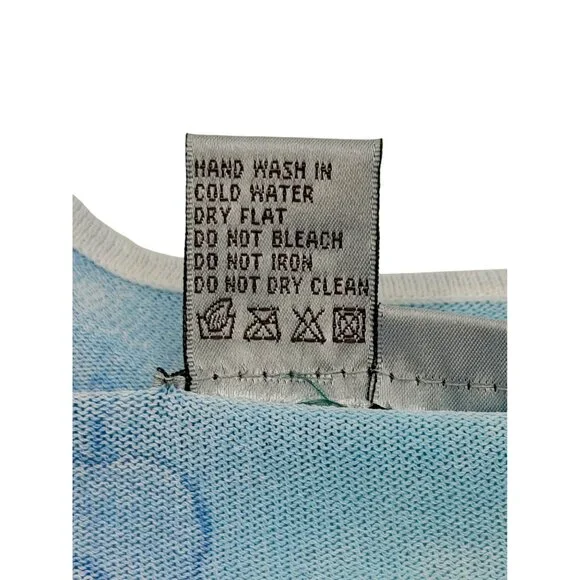 HAND WASH IN
COLD WATER
DRY FLAT
DO NOT BLEACH
DO NOT IRON
DO NOT DRY CLEAN